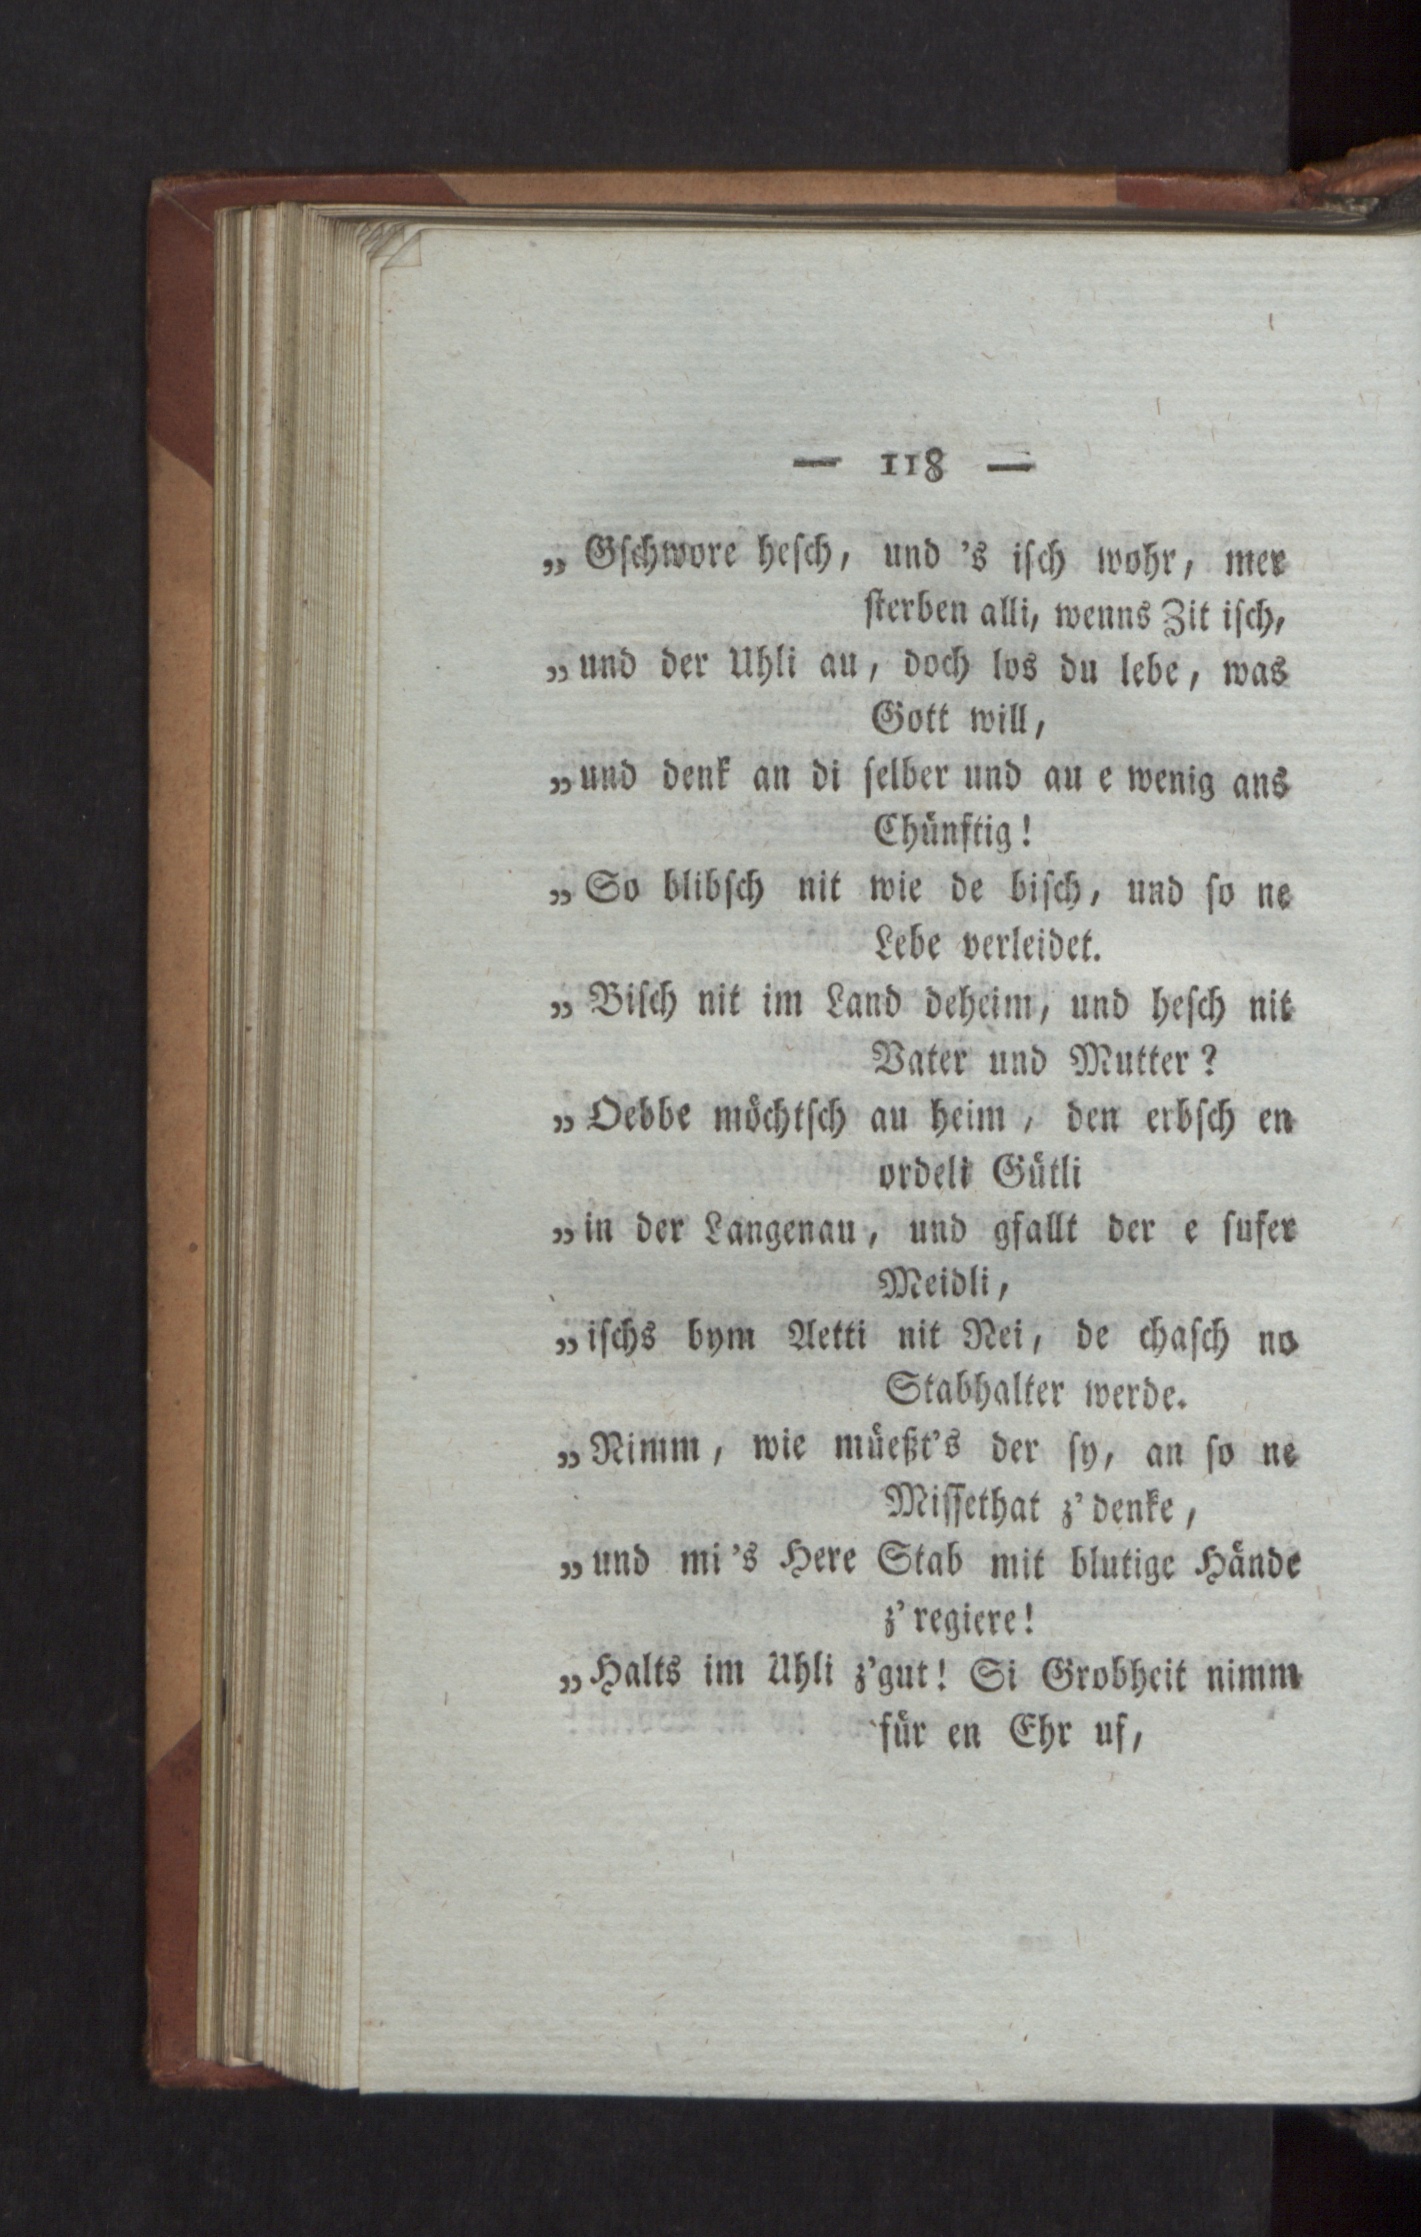 — 118 —
„Gſchwore heſch, und 's iſch wohr, mer
ſterben alli, wenns Zit iſch,
„und der Uhli au, doch los du lebe, was
Gott will,
„und denk an di ſelber und au e wenig ans
Chünftig!
„So blibſch nit wie de biſch, und ſo ne
Lebe verleidet.
„Biſch nit im Land deheim, und heſch nit
Vater und Mutter?
„Oebbe möchtſch au heim, den erbſch en
ordeli Gütli
„in der Langenau, und gfallt der e ſufer
Meidli,
„iſchs bym Aetti nit Nei, de chaſch no
Stabhalter werde.
„Nimm, wie müeßt's der ſy, an ſo ne
Miſſethat z'denke,
„und mi's Here Stab mit blutige Hände
z'regiere!
„Halts im Uhli z'gut! Si Grobheit nimm
für en Ehr uf,